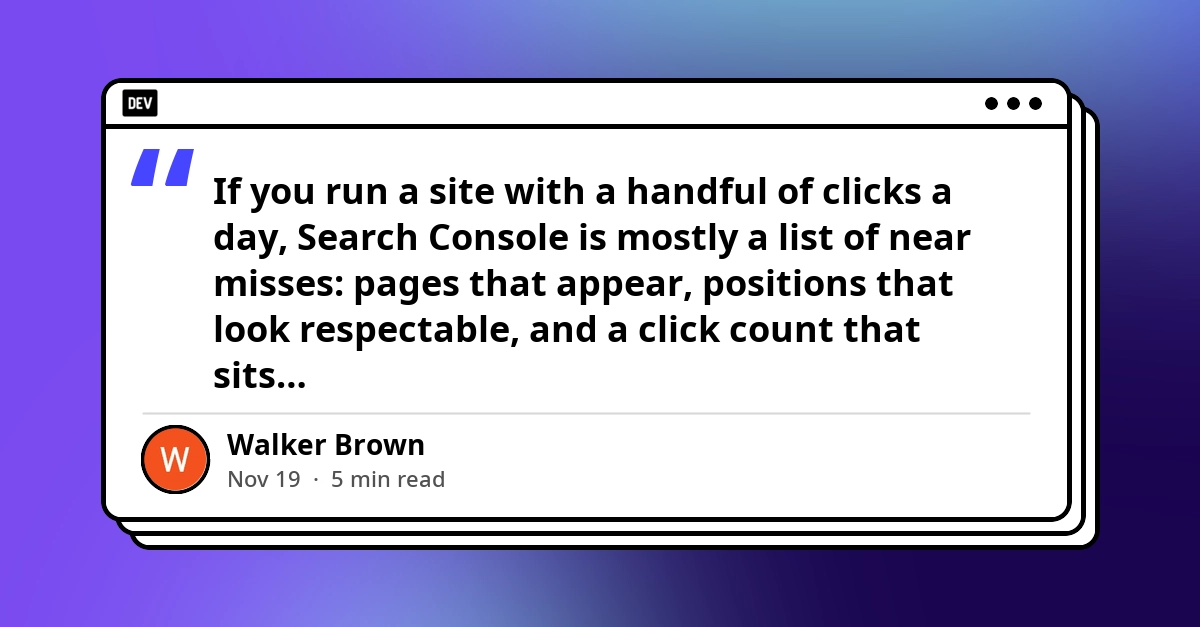 DEV
“
If you run a site with a handful of clicks a
day, Search Console is mostly a list of near
misses: pages that appear, positions that
look respectable, and a click count that
sits...
W
Walker Brown
Nov 19 · 5 min read